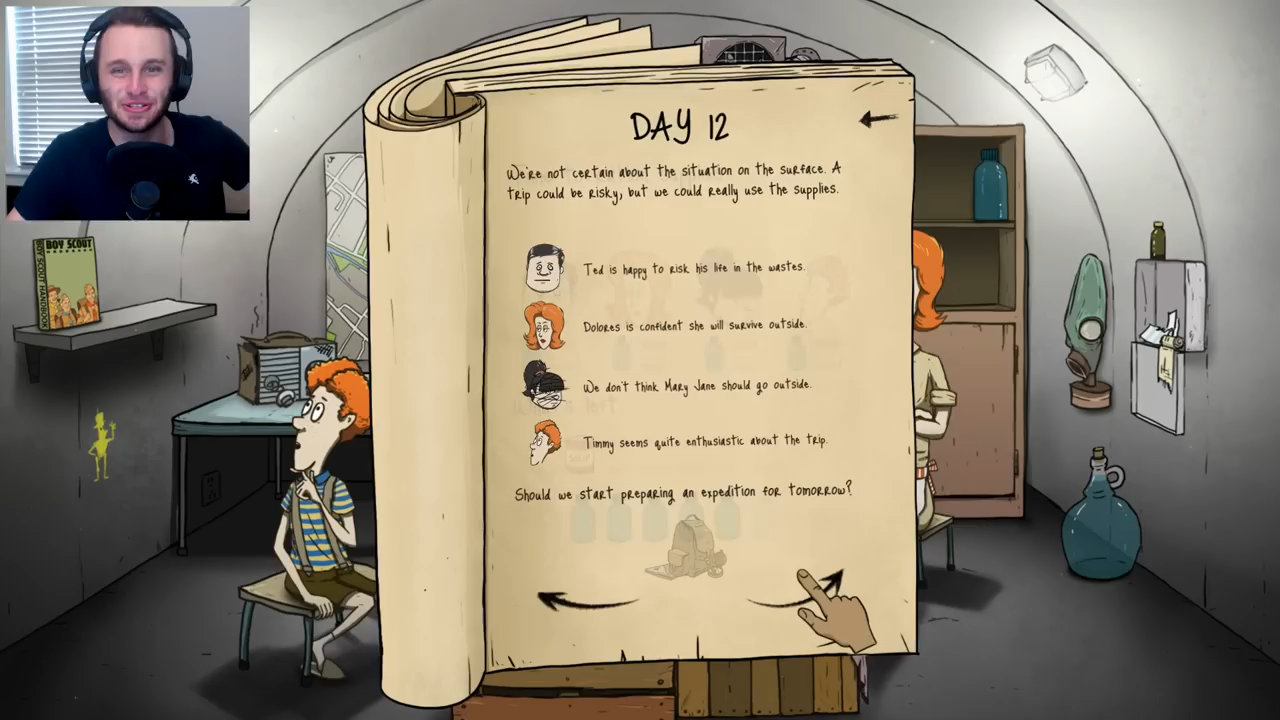 DAY 12
We're not certain about the situation on the surface. A
trip could be risky, but we could really use the supplies.
Ted is happy to risk his life in the wastes.
Dolores is confident she will survive outside.
We don't think Mary Jane should go outside.
Timmy seems quite enthusiastic about the trip.
Should we start preparing an expedition for tomorrow?
BOY SCOUT
BOY SCOUT HANDBOOK